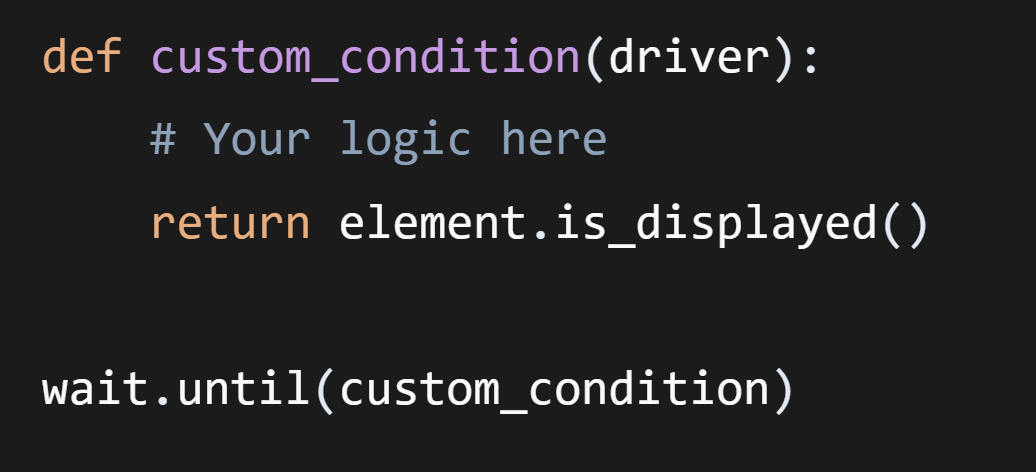 def custom_condition(driver):
    # Your logic here
    return element.is_displayed()
wait.until(custom_condition)